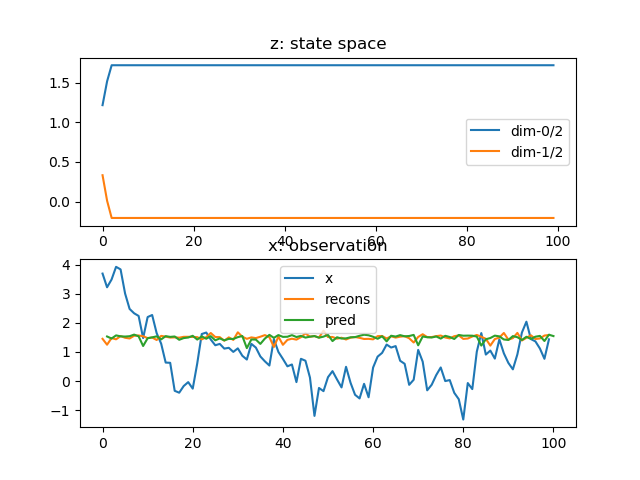 z: state space
1.5
1.0
0.5
0.0
dim-0/2
dim-1/2
0 20 40 60 80 100
x: observation
4
3
2
1
0
−1
x
recons
pred
0 20 40 60 80 100